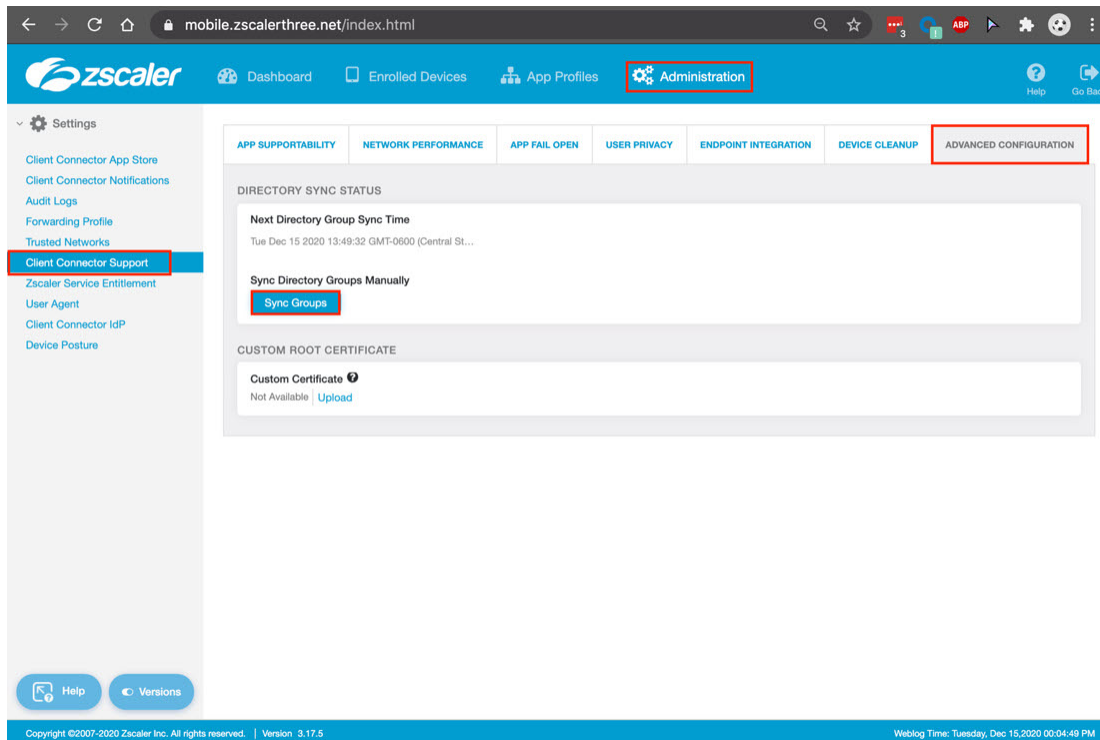 mobile.zscalerthree.net/index.html
3
ABP
zscaler
Dashboard
Enrolled Devices
App Profiles
Administration
Help
Go Bac
Settings
Client Connector App Store
Client Connector Notifications
Audit Logs
Forwarding Profile
Trusted Networks
Client Connector Support
Zscaler Service Entitlement
User Agent
Client Connector IdP
Device Posture
APP SUPPORTABILITY
NETWORK PERFORMANCE
APP FAIL OPEN
USER PRIVACY
ENDPOINT INTEGRATION
DEVICE CLEANUP
ADVANCED CONFIGURATION
DIRECTORY SYNC STATUS
Next Directory Group Sync Time
Tue Dec 15 2020 13:49:32 GMT-0600 (Central St...
Sync Directory Groups Manually
Sync Groups
CUSTOM ROOT CERTIFICATE
Custom Certificate
Not Available | Upload
Help
Versions
Copyright ©2007-2020 Zscaler Inc. All rights reserved. | Version 3.17.5
Weblog Time: Tuesday, Dec 15,2020 00:04:49 PM